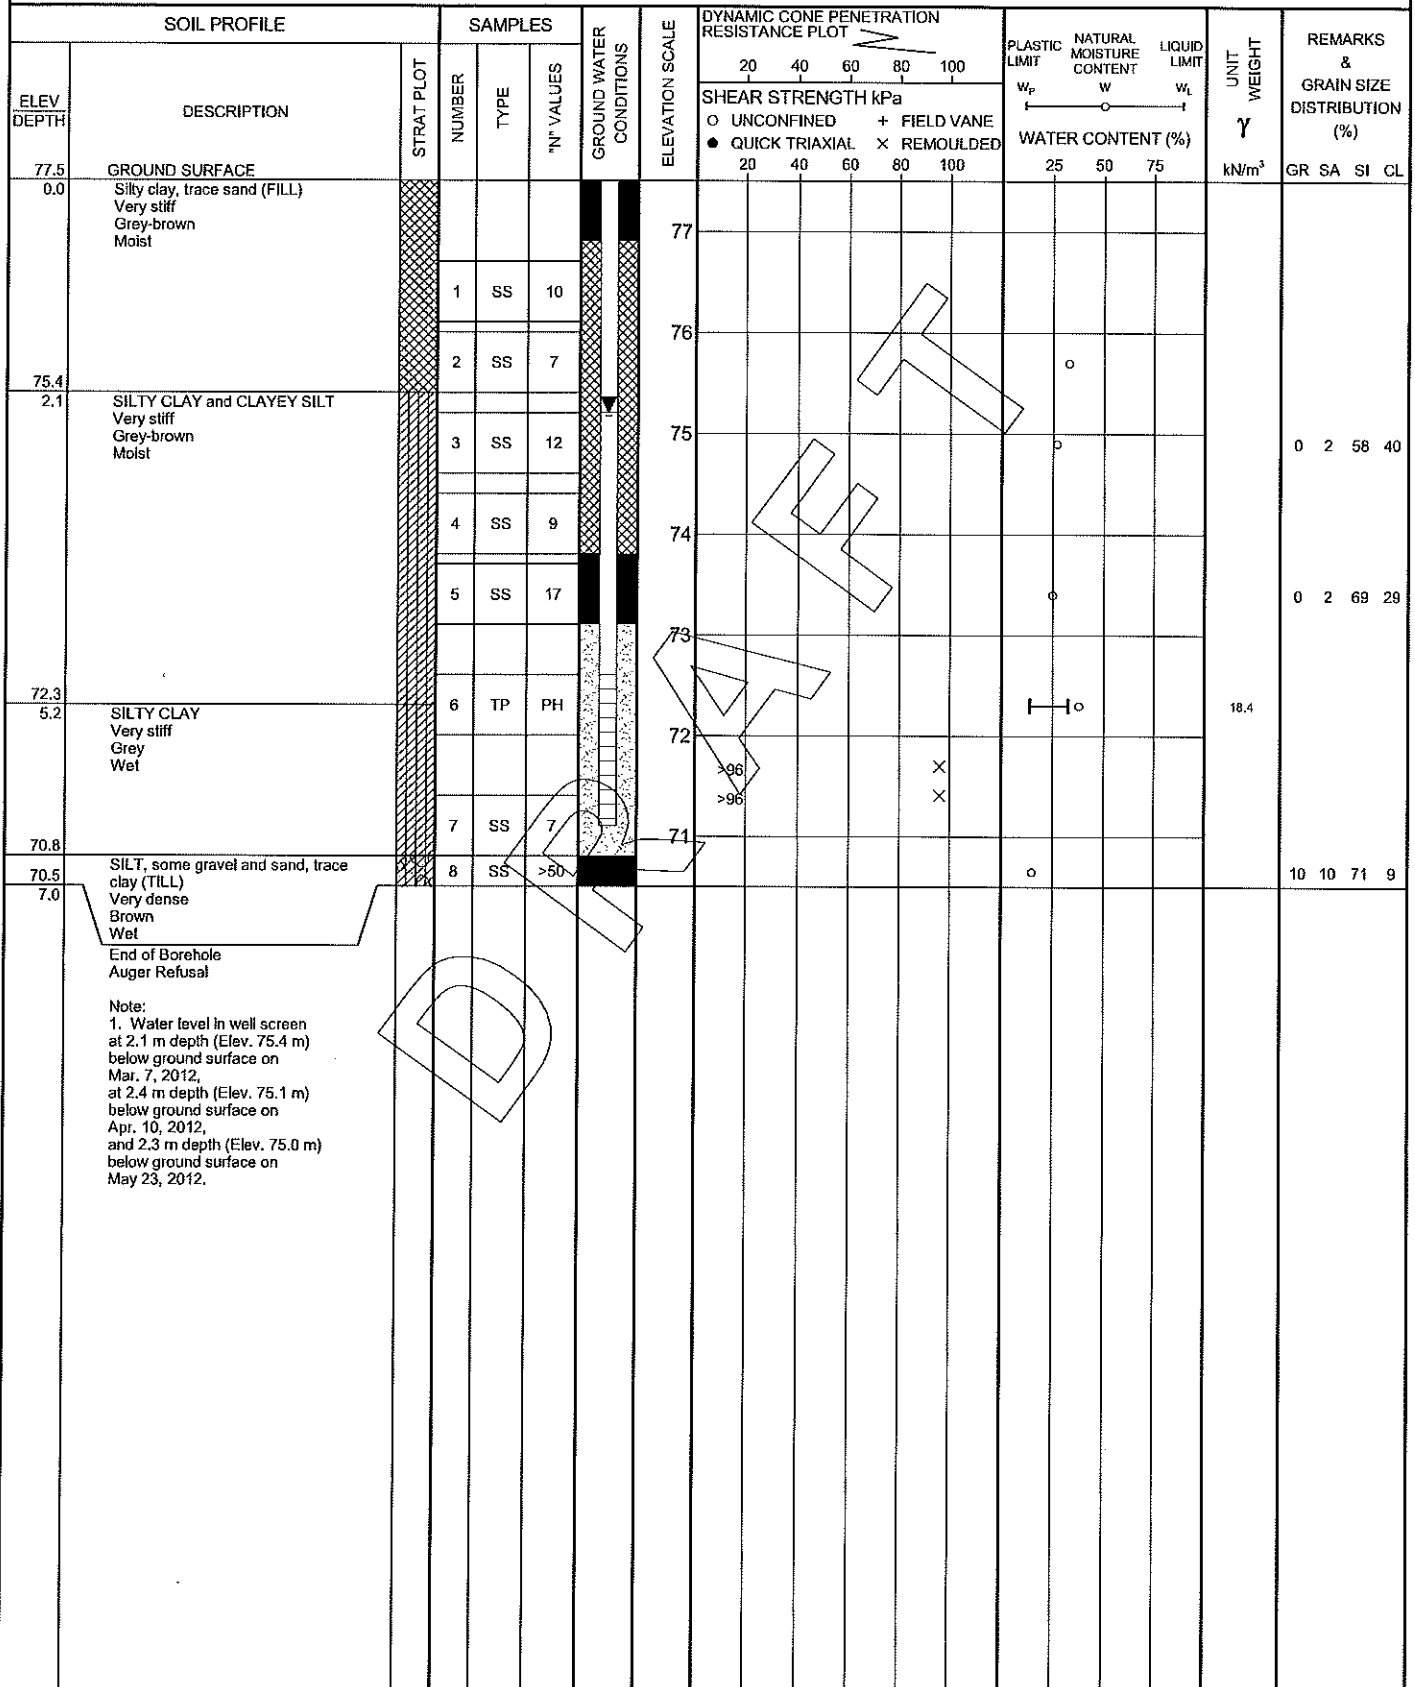 SOIL PROFILE
SAMPLES
GROUND WATER CONDITIONS
ELEVATION SCALE
DYNAMIC CONE PENETRATION
RESISTANCE PLOT
20 40 60 80 100
PLASTIC LIMIT
NATURAL MOISTURE CONTENT
LIQUID LIMIT
UNIT WEIGHT
REMARKS
&
GRAIN SIZE
DISTRIBUTION
(%)
ELEV
DEPTH
DESCRIPTION
STRAT PLOT
NUMBER
TYPE
"N" VALUES
SHEAR STRENGTH kPa
O UNCONFINED + FIELD VANE
● QUICK TRIAXIAL × REMOULDED
20 40 60 80 100
WP W WL
WATER CONTENT (%)
25 50 75
γ
kN/m³
GR SA SI CL
77.5 GROUND SURFACE
0.0 Silty clay, trace sand (FILL)
Very stiff
Grey-brown
Moist
77
1 SS 10
76
2 SS 7
75.4
2.1 SILTY CLAY and CLAYEY SILT
Very stiff
Grey-brown
Moist
3 SS 12
75
0 2 58 40
4 SS 9
74
5 SS 17
0 2 69 29
73
72.3
5.2 SILTY CLAY
Very stiff
Grey
Wet
6 TP PH
18.4
72
>96
>96
7 SS 7
71
70.8
SILT, some gravel and sand, trace
clay (TILL)
Very dense
Brown
Wet
8 SS >50
10 10 71 9
70.5
7.0
End of Borehole
Auger Refusal
Note:
1. Water level in well screen
at 2.1 m depth (Elev. 75.4 m)
below ground surface on
Mar. 7, 2012,
at 2.4 m depth (Elev. 75.1 m)
below ground surface on
Apr. 10, 2012,
and 2.3 m depth (Elev. 75.0 m)
below ground surface on
May 23, 2012.
DRAFT